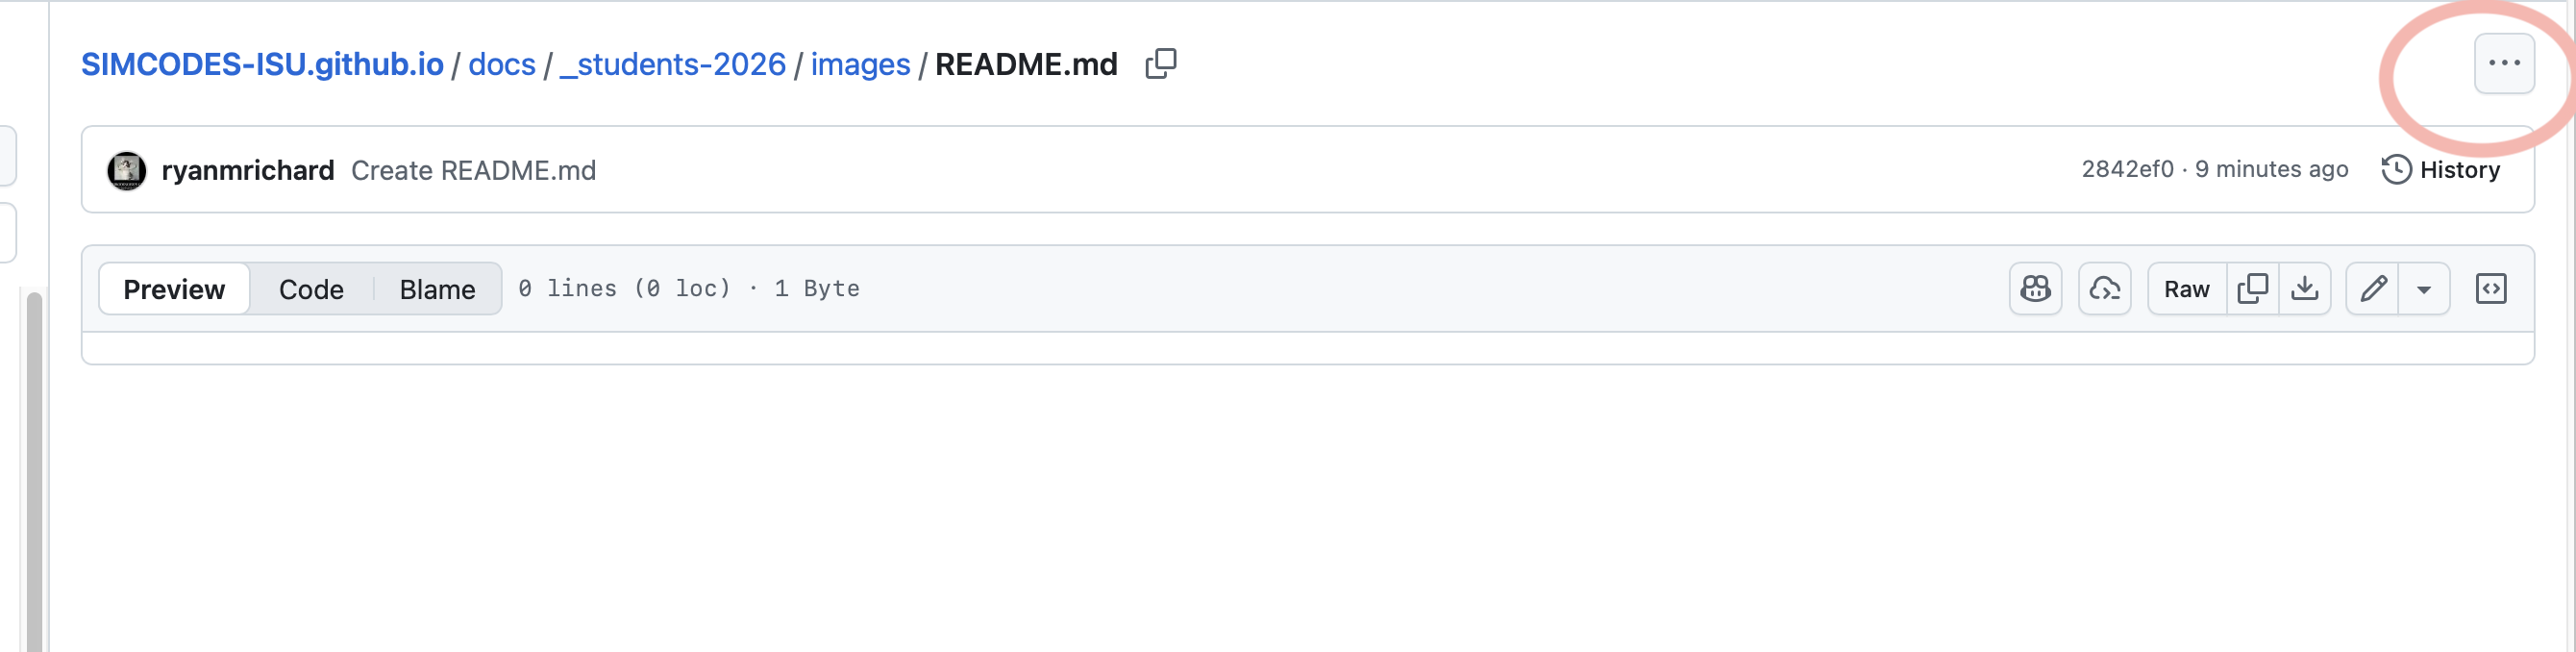 SIMCODES-ISU.github.io / docs / _students-2026 / images / README.md
ryanmrichard Create README.md 2842ef0 · 9 minutes ago History
Preview Code Blame 0 lines (0 loc) · 1 Byte Raw